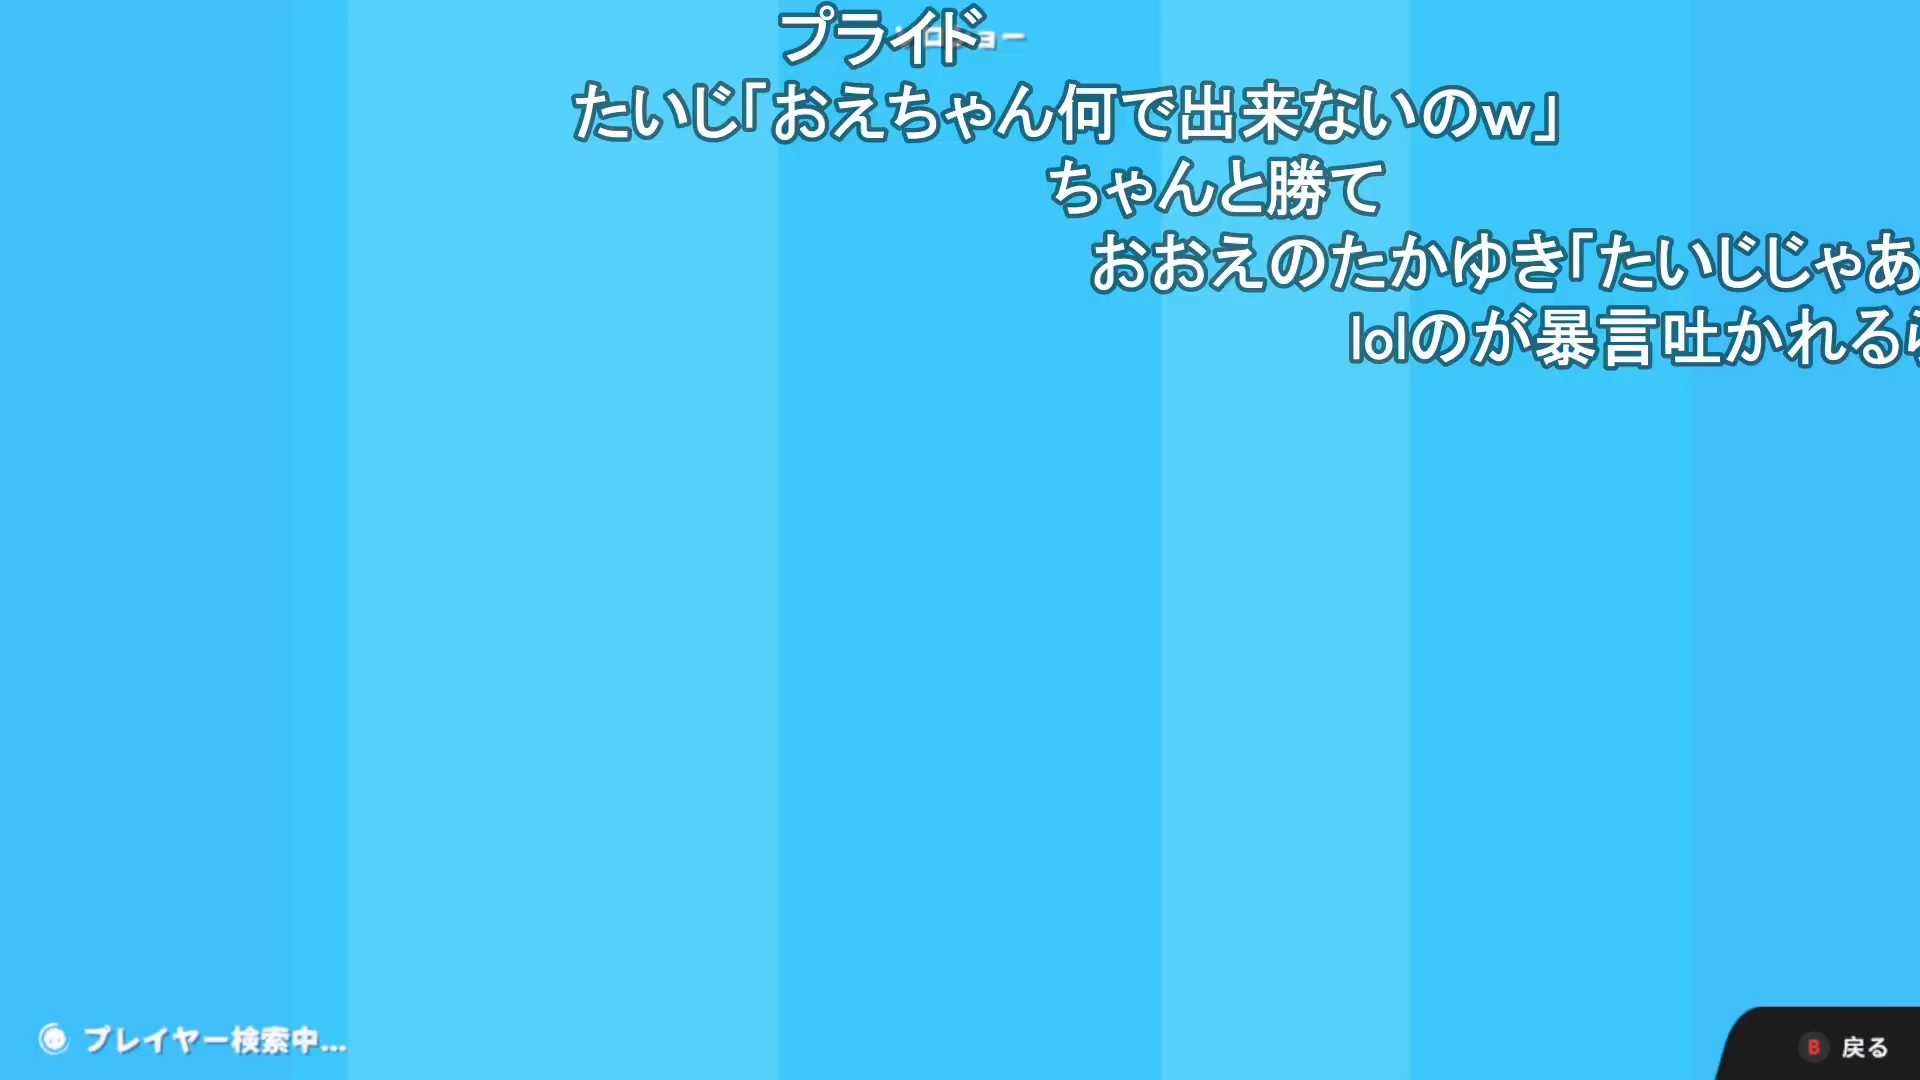 プライド
ョー
たいじ「おえちゃん何で出来ないのw」
ちゃんと勝て
おおえのたかゆき「たいじじゃあ
lolのが暴言吐かれる
プレイヤー検索中...
B 戻る